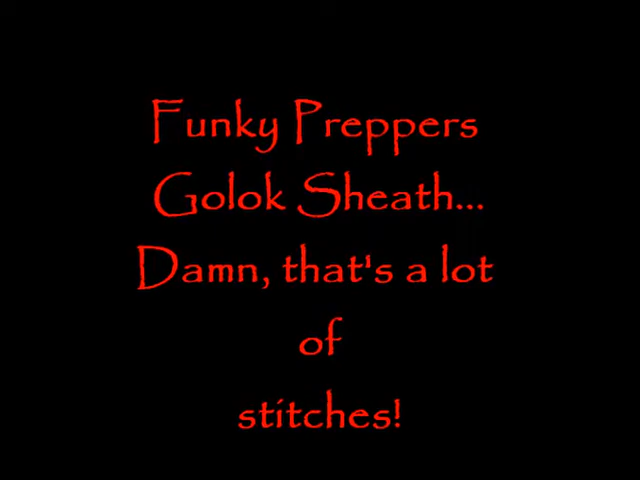 Funky Preppers
Golok Sheath...
Damn, that's a lot
of
stitches!